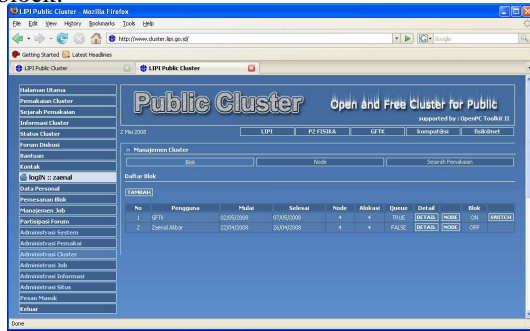 block.
LIPI Public Cluster - Mozilla Firefox
File Edit View History Bookmarks Tools Help
http://www.cluster.lipi.go.id/
Google
Getting Started Latest Headlines
LIPI Public Cluster LIPI Public Cluster
Halaman Utama
Pemakaian Cluster
Sejarah Pemakaian
Informasi Cluster
Status Cluster
Forum Diskusi
Bantuan
Kontak
logIN :: zaenal
Data Personal
Pemesanan Blok
Manajemen Job
Partisipasi Forum
Administrasi System
Administrasi Pemakai
Administrasi Cluster
Administrasi Job
Administrasi Informasi
Administrasi Situs
Pesan Masuk
Keluar
Public Cluster
Open and Free Cluster for Public
supported by : OpenPC Toolkit II
2 Mei 2008 LIPI P2 FISIKA GFTK komput@si fisik@net
Manajemen Cluster
Blok Node Sejarah Pemakaian
Daftar Blok
TAMBAH
No Pengguna Mulai Selesai Node Alokasi Queue Detail Blok
1 GFTK 02/05/2008 07/05/2008 4 4 TRUE DETAIL NODE ON SWITCH
2 Zaenal Akbar 22/04/2008 26/04/2008 4 4 FALSE DETAIL NODE OFF
Done